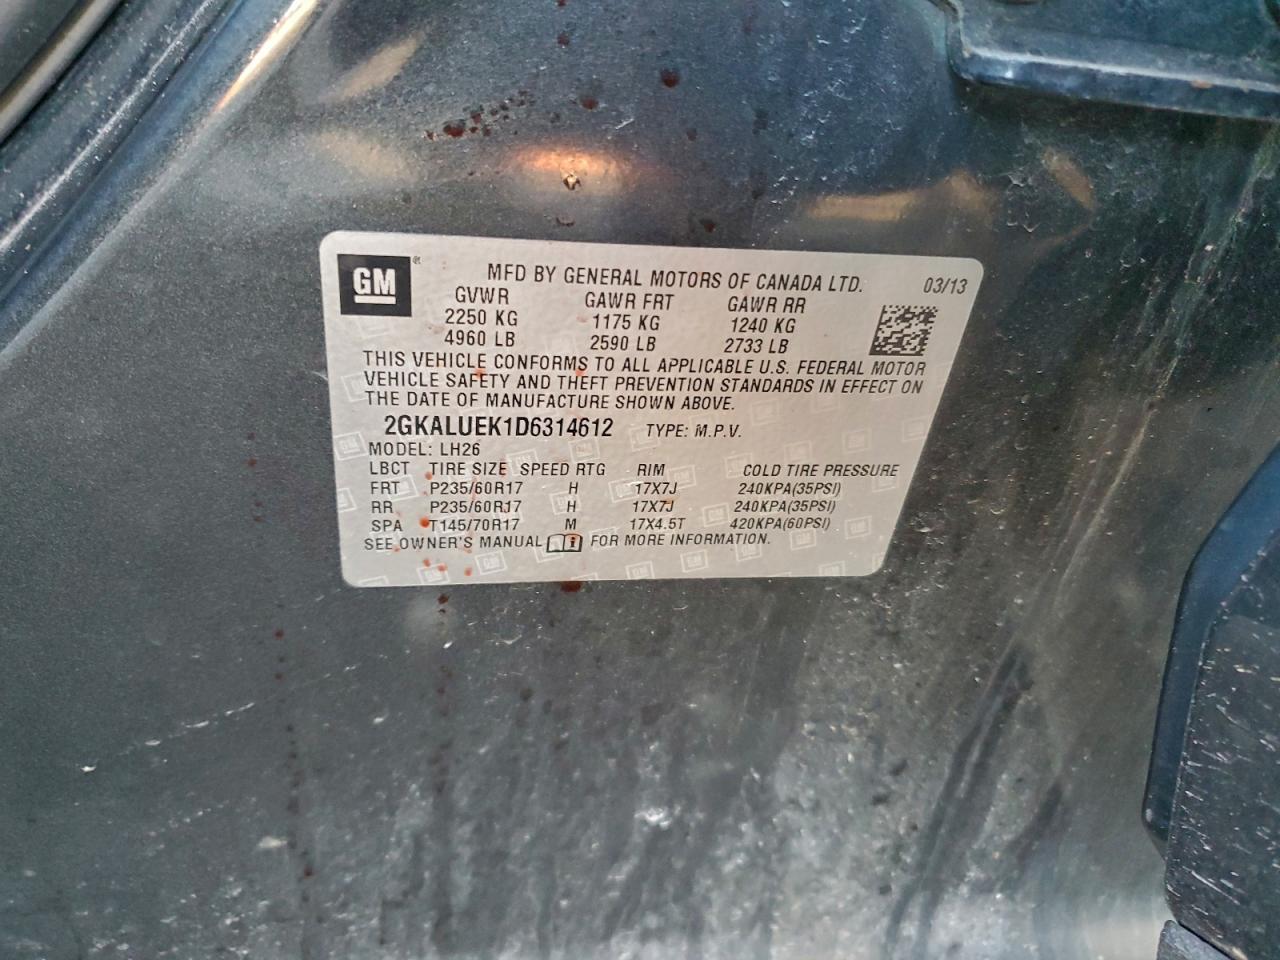 GM
MFD BY GENERAL MOTORS OF CANADA LTD. 03/13
GVWR GAWR FRT GAWR RR
2250 KG 1175 KG 1240 KG
4960 LB 2590 LB 2733 LB
THIS VEHICLE CONFORMS TO ALL APPLICABLE U.S. FEDERAL MOTOR
VEHICLE SAFETY AND THEFT PREVENTION STANDARDS IN EFFECT ON
THE DATE OF MANUFACTURE SHOWN ABOVE.
2GKALUEK1D6314612 TYPE: M.P.V.
MODEL: LH26
LBCT TIRE SIZE SPEED RTG RIM COLD TIRE PRESSURE
FRT P235/60R17 H 17X7J 240KPA(35PSI)
RR P235/60R17 H 17X7J 240KPA(35PSI)
SPA T145/70R17 M 17X4.5T 420KPA(60PSI)
SEE OWNER'S MANUAL FOR MORE INFORMATION.